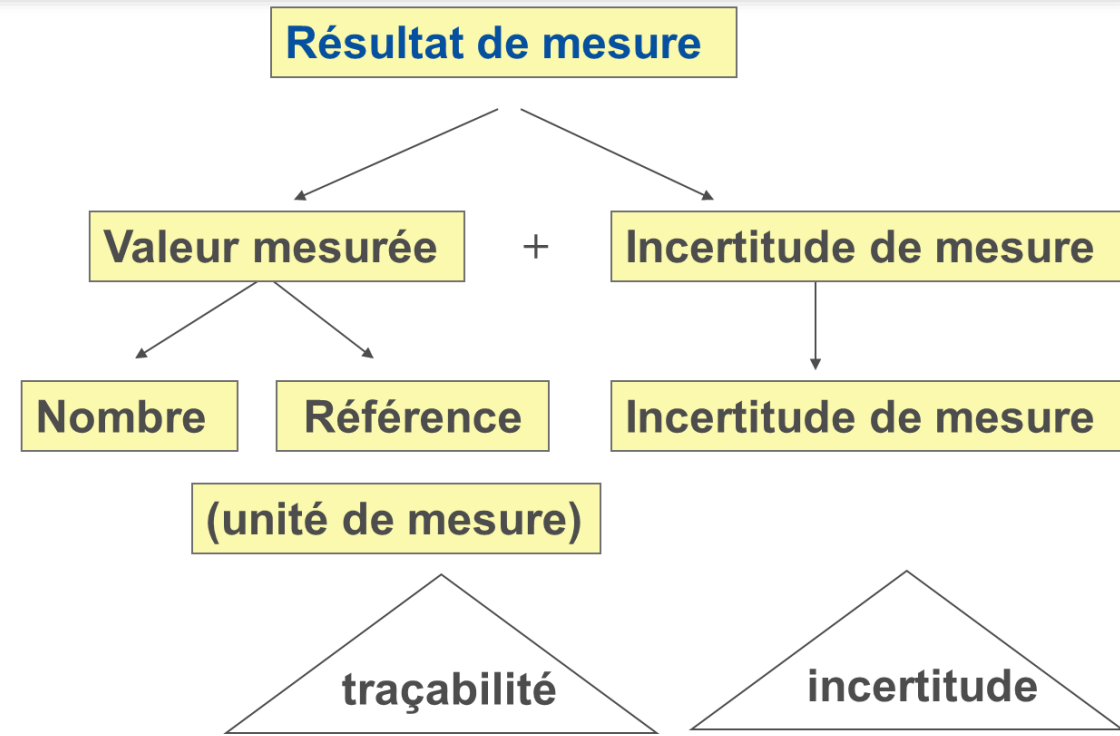 Résultat de mesure
Valeur mesurée + Incertitude de mesure
Nombre Référence Incertitude de mesure
(unité de mesure)
traçabilité incertitude